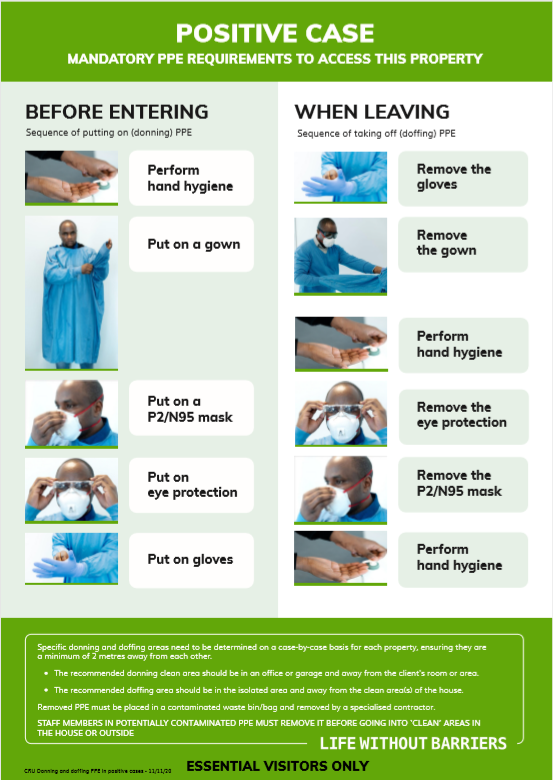 POSITIVE CASE
MANDATORY PPE REQUIREMENTS TO ACCESS THIS PROPERTY
BEFORE ENTERING
Sequence of putting on (donning) PPE
Perform
hand hygiene
Put on a gown
Put on a
P2/N95 mask
Put on
eye protection
Put on gloves
WHEN LEAVING
Sequence of taking off (doffing) PPE
Remove the
gloves
Remove
the gown
Perform
hand hygiene
Remove the
eye protection
Remove the
P2/N95 mask
Perform
hand hygiene
Specific donning and doffing areas need to be determined on a case-by-case basis for each property, ensuring they are
a minimum of 2 metres away from each other.
• The recommended donning clean area should be in an office or garage and away from the client's room or area.
• The recommended doffing area should be in the isolated area and away from the clean area(s) of the house.
Removed PPE must be placed in a contaminated waste bin/bag and removed by a specialised contractor.
STAFF MEMBERS IN POTENTIALLY CONTAMINATED PPE MUST REMOVE IT BEFORE GOING INTO 'CLEAN' AREAS IN
THE HOUSE OR OUTSIDE
LIFE WITHOUT BARRIERS
CRU Donning and doffing PPE in positive cases - 11/11/20
ESSENTIAL VISITORS ONLY